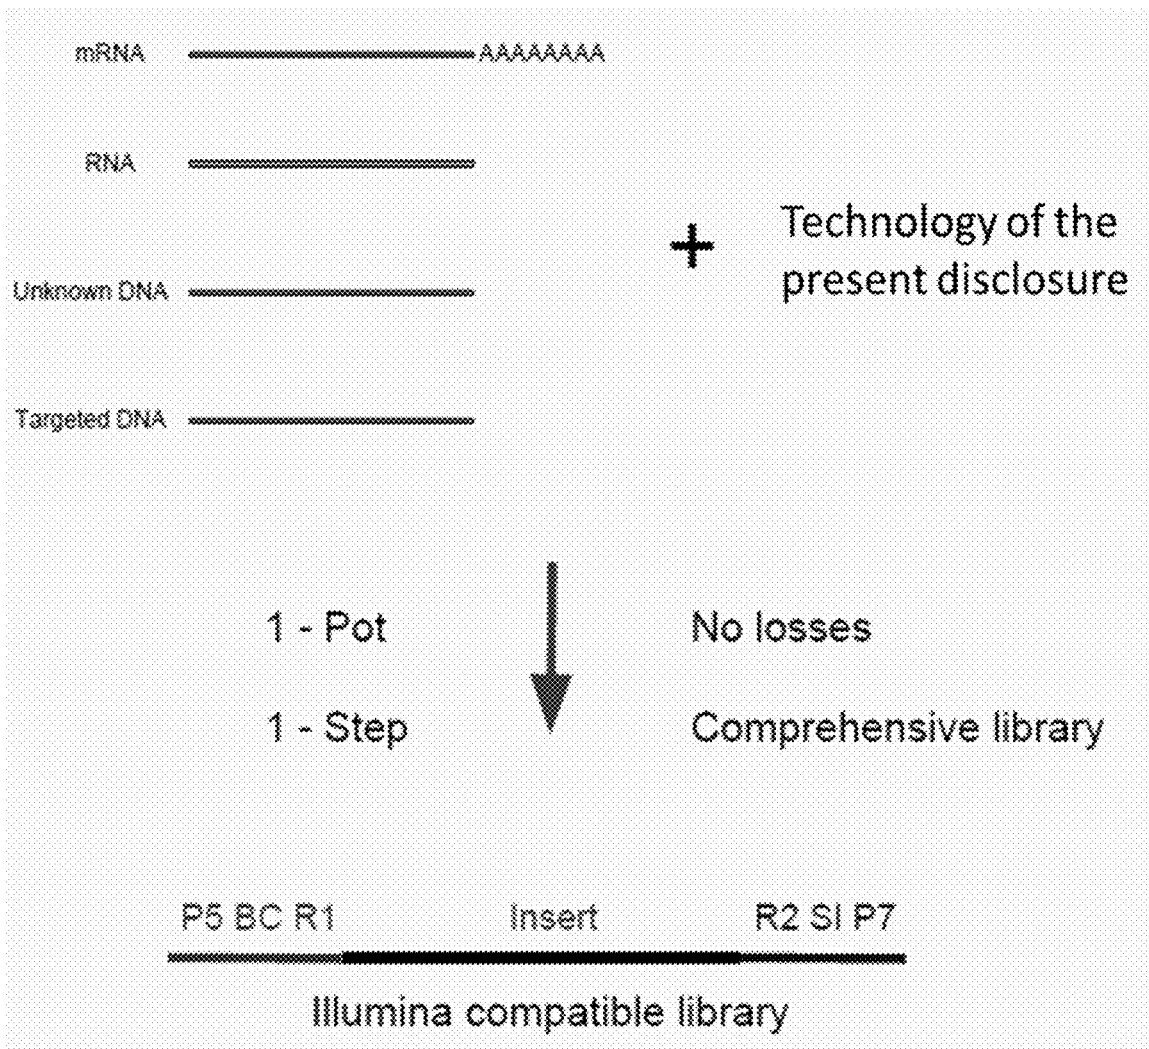 mRNA
AAAAAAAA
RNA
Unknown DNA
Targeted DNA
+
Technology of the
present disclosure
1 - Pot
No losses
1 - Step
Comprehensive library
P5 BC R1
Insert
R2 SI P7
Illumina compatible library